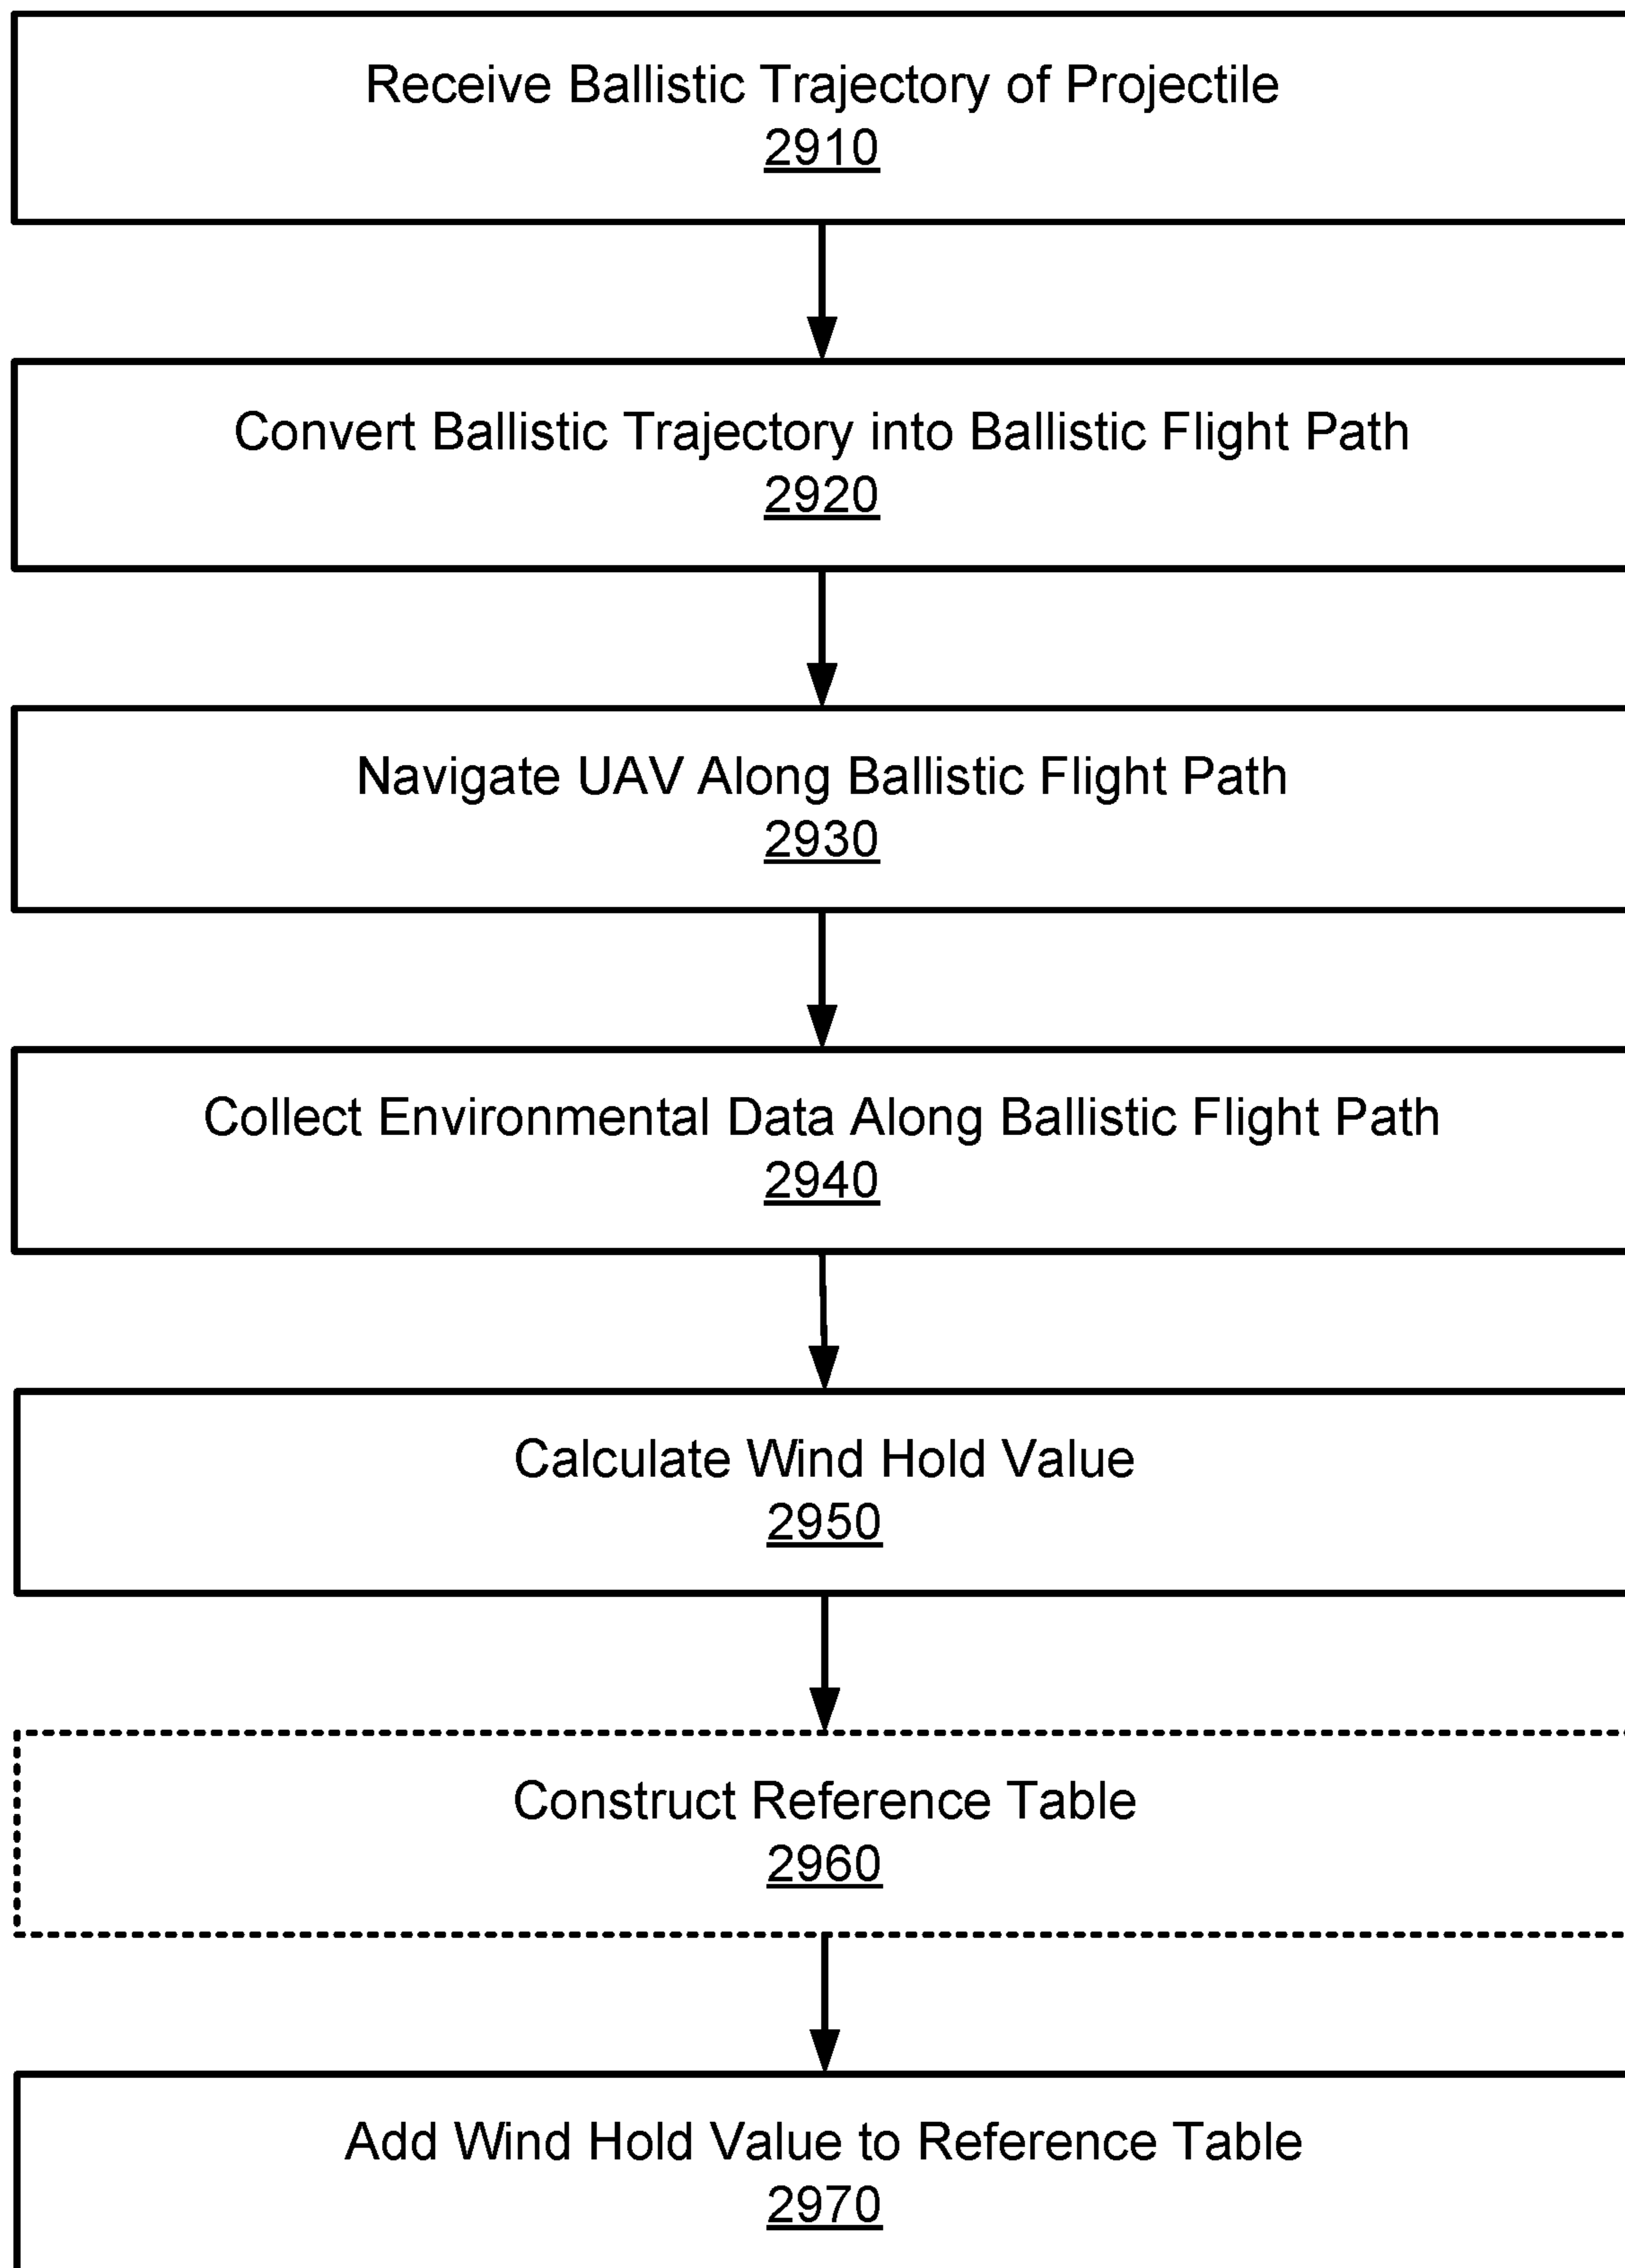 Receive Ballistic Trajectory of Projectile
2910
Convert Ballistic Trajectory into Ballistic Flight Path
2920
Navigate UAV Along Ballistic Flight Path
2930
Collect Environmental Data Along Ballistic Flight Path
2940
Calculate Wind Hold Value
2950
Construct Reference Table
2960
Add Wind Hold Value to Reference Table
2970